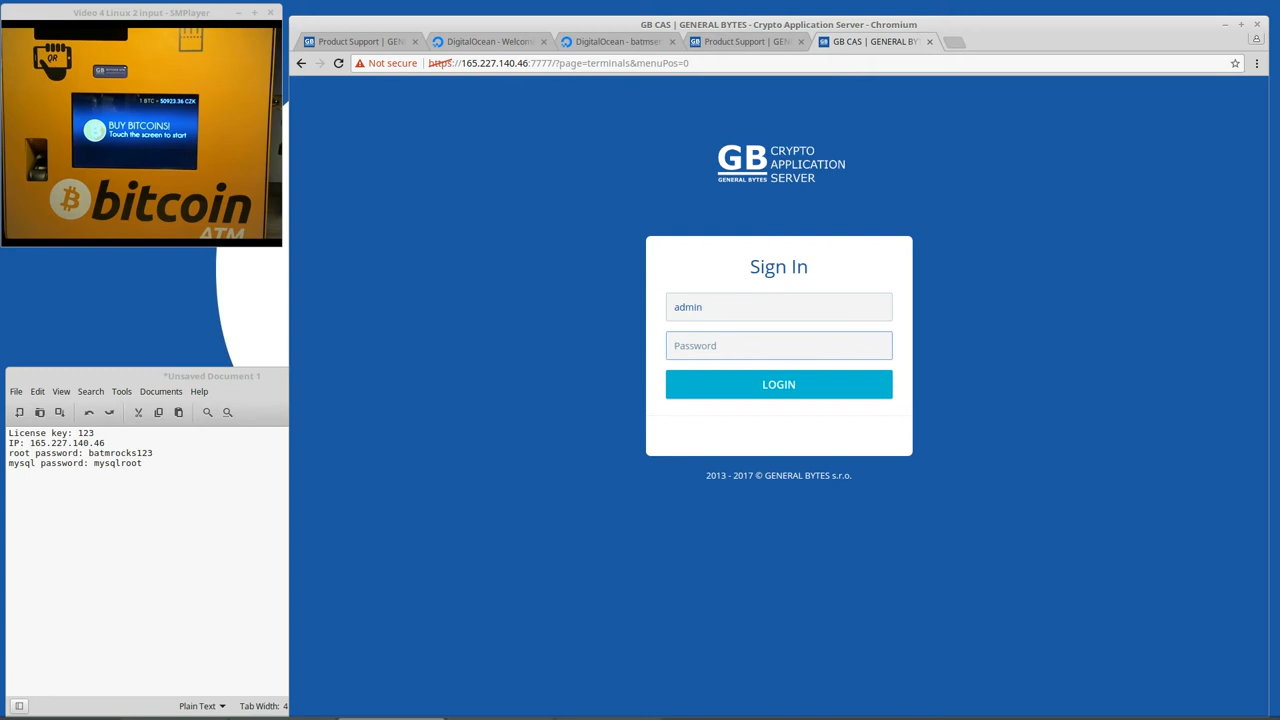 Video 4 Linux 2 input - SMPlayer
QR
1 BTC = 50923.36 CZK
BUY BITCOINS!
Touch the screen to start
bitcoin
ATM
GB CAS | GENERAL BYTES - Crypto Application Server - Chromium
Product Support | GEN
DigitalOcean - Welcom
DigitalOcean - batmser
Product Support | GEN
GB CAS | GENERAL BYT
Not secure
https://165.227.140.46:7777/?page=terminals&menuPos=0
GB CRYPTO
APPLICATION
GENERAL BYTES SERVER
Sign In
admin
Password
LOGIN
2013 - 2017 © GENERAL BYTES s.r.o.
*Unsaved Document 1
File Edit View Search Tools Documents Help
License key: 123
IP: 165.227.140.46
root password: batmrocks123
mysql password: mysqlroot
Plain Text Tab Width: 4